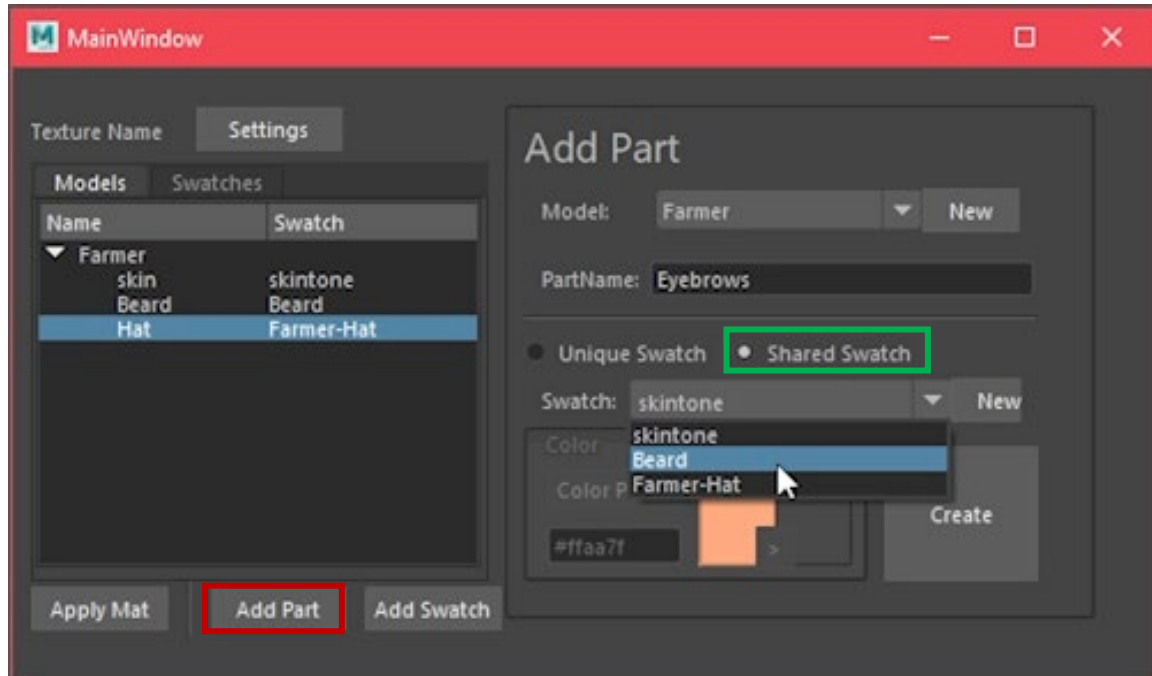 MainWindow
Texture Name Settings
Models Swatches
Name Swatch
Farmer
skin skintone
Beard Beard
Hat Farmer-Hat
Apply Mat Add Part Add Swatch
Add Part
Model: Farmer New
PartName: Eyebrows
Unique Swatch Shared Swatch
Swatch: skintone New
skintone
Beard
Farmer-Hat
Color
Color P
#ffaa7f >
Create